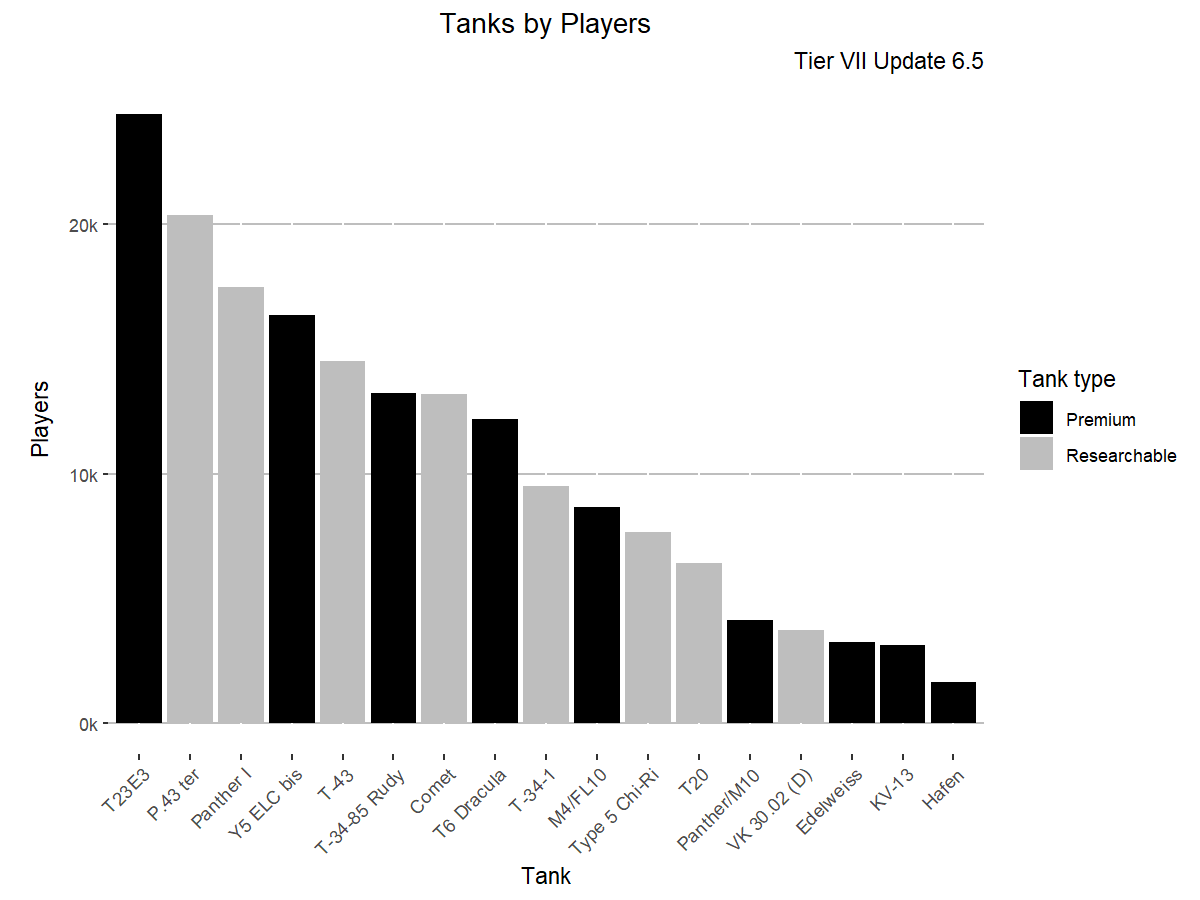 Tanks by Players
Tier VII Update 6.5
Players
20k
10k
0k
T23E3
P.43 ter
Panther I
Y5 ELC bis
T-43
T-34-85 Rudy
Comet
T6 Dracula
T-34-1
M4/FL10
Type 5 Chi-Ri
T20
Panther/M10
VK 30.02 (D)
Edelweiss
KV-13
Hafen
Tank
Tank type
Premium
Researchable